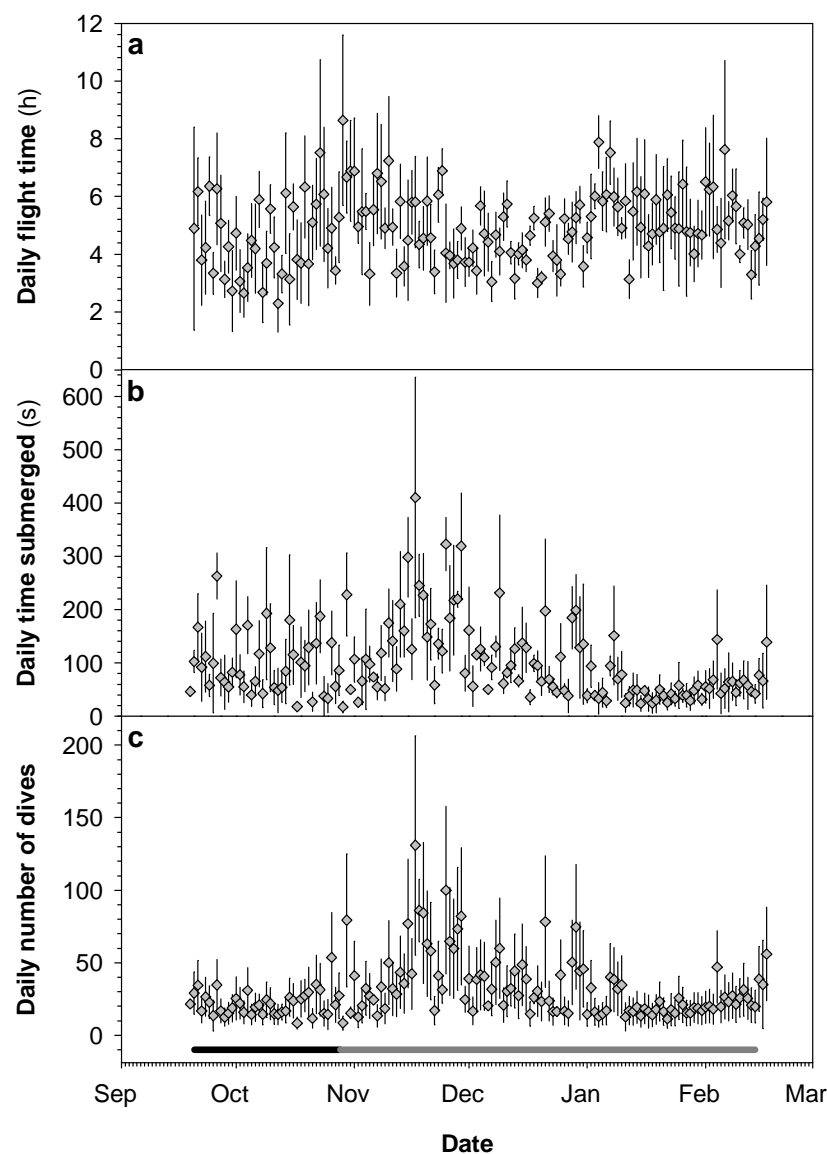 12
a
10
8
6
4
2
0
Daily flight time (h)
b
600
500
400
300
200
100
0
Daily time submerged (s)
c
200
150
100
50
0
Daily number of dives
Sep Oct Nov Dec Jan Feb Mar
Date